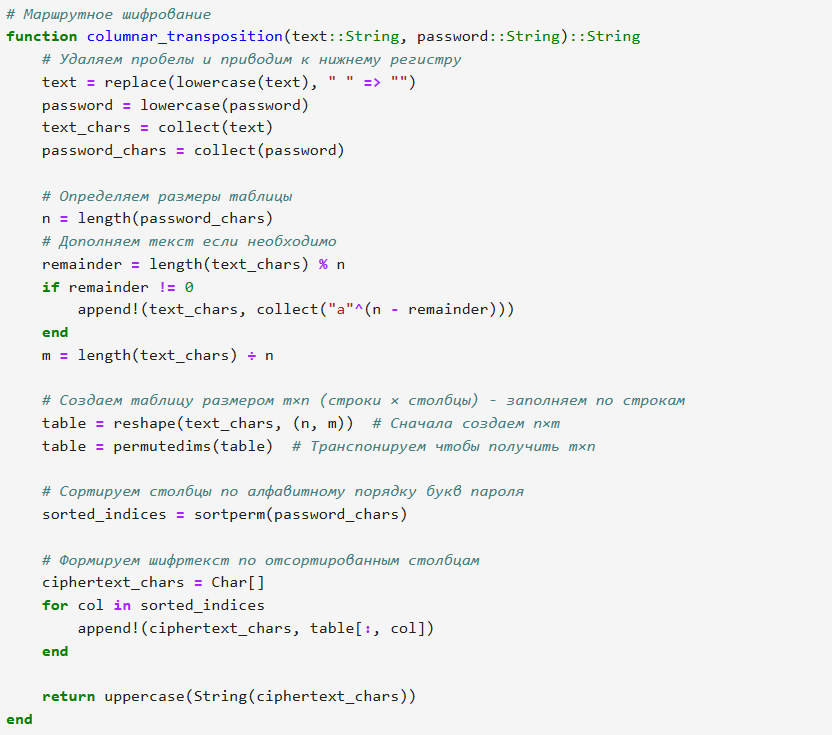 # Маршрутное шифрование
function columnar_transposition(text::String, password::String)::String
    # Удаляем пробелы и приводим к нижнему регистру
    text = replace(lowercase(text), " " => "")
    password = lowercase(password)
    text_chars = collect(text)
    password_chars = collect(password)

    # Определяем размеры таблицы
    n = length(password_chars)
    # Дополняем текст если необходимо
    remainder = length(text_chars) % n
    if remainder != 0
        append!(text_chars, collect("а"^(n - remainder)))
    end
    m = length(text_chars) ÷ n

    # Создаем таблицу размером m×n (строки × столбцы) - заполняем по строкам
    table = reshape(text_chars, (n, m))  # Сначала создаем n×m
    table = permutedims(table)  # Транспонируем чтобы получить m×n

    # Сортируем столбцы по алфавитному порядку букв пароля
    sorted_indices = sortperm(password_chars)

    # Формируем шифртекст по отсортированным столбцам
    ciphertext_chars = Char[]
    for col in sorted_indices
        append!(ciphertext_chars, table[:, col])
    end

    return uppercase(String(ciphertext_chars))
end